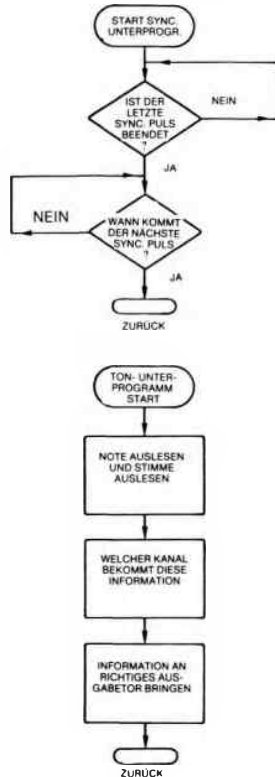 START SYNC.
UNTERPROGR.
IST DER
LETZTE
SYNC. PULS
BEENDET
?
NEIN
JA
NEIN
WANN KOMMT
DER NÄCHSTE
SYNC. PULS
?
JA
ZURÜCK
TON- UNTER-
PROGRAMM
START
NOTE AUSLESEN
UND STIMME
AUSLESEN
WELCHER KANAL
BEKOMMT DIESE
INFORMATION
INFORMATION AN
RICHTIGES AUS-
GABETOR BRINGEN
ZURÜCK